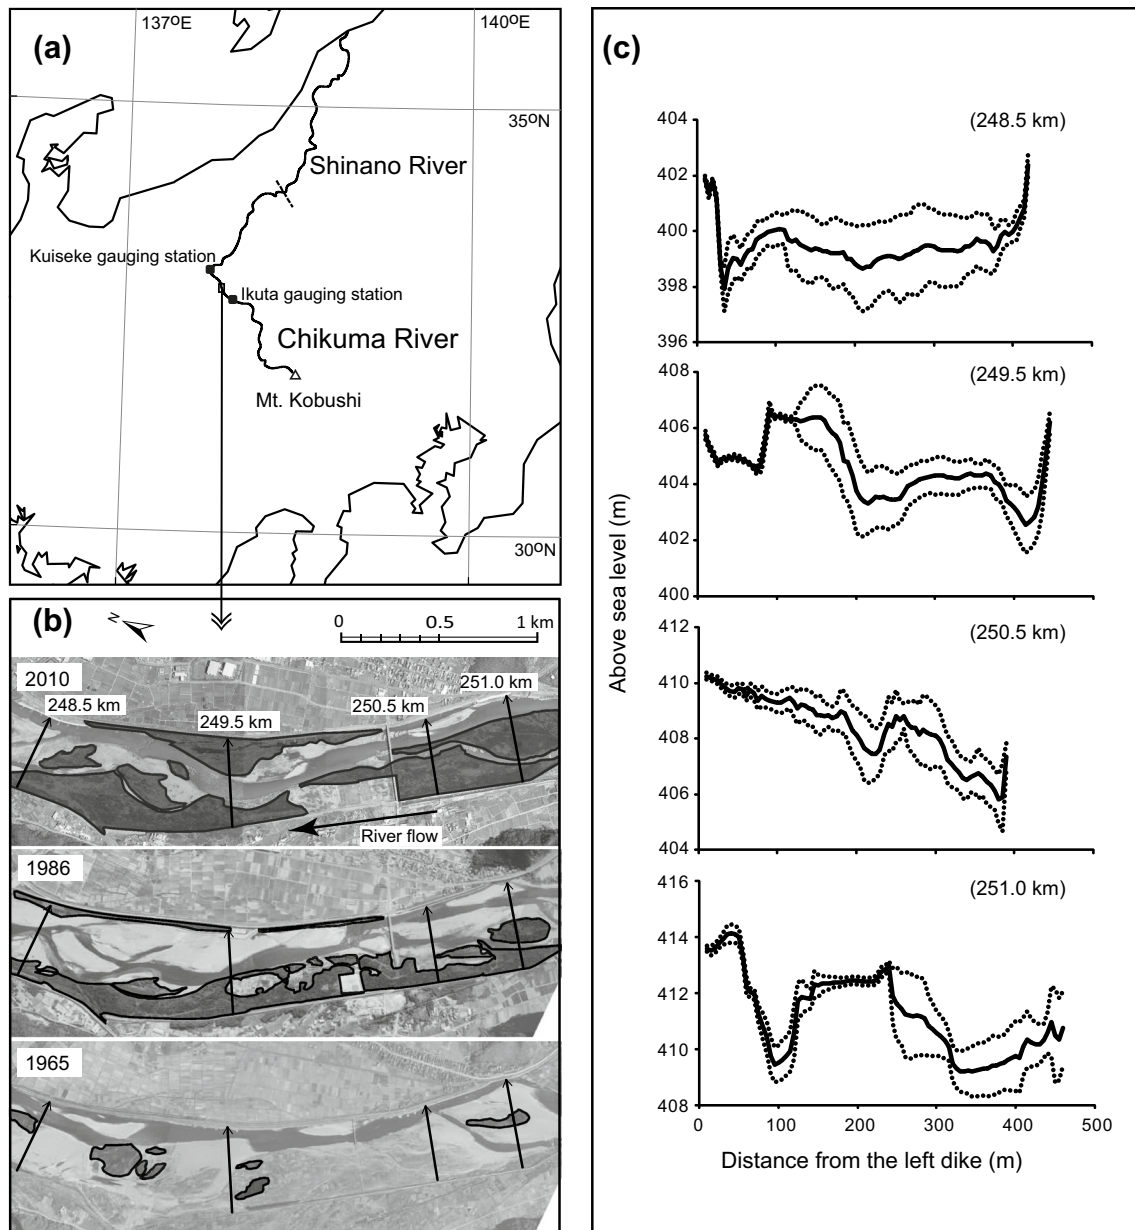 (a)
137oE
140oE
35oN
Shinano River
Kuiseke gauging station
Ikuta gauging station
Chikuma River
Mt. Kobushi
30oN
(b)
N
0 0.5 1 km
2010
248.5 km
249.5 km
250.5 km
251.0 km
River flow
1986
1965
(c)
Above sea level (m)
(248.5 km)
404
402
400
398
396
(249.5 km)
408
406
404
402
400
(250.5 km)
412
410
408
406
404
(251.0 km)
416
414
412
410
408
0 100 200 300 400 500
Distance from the left dike (m)